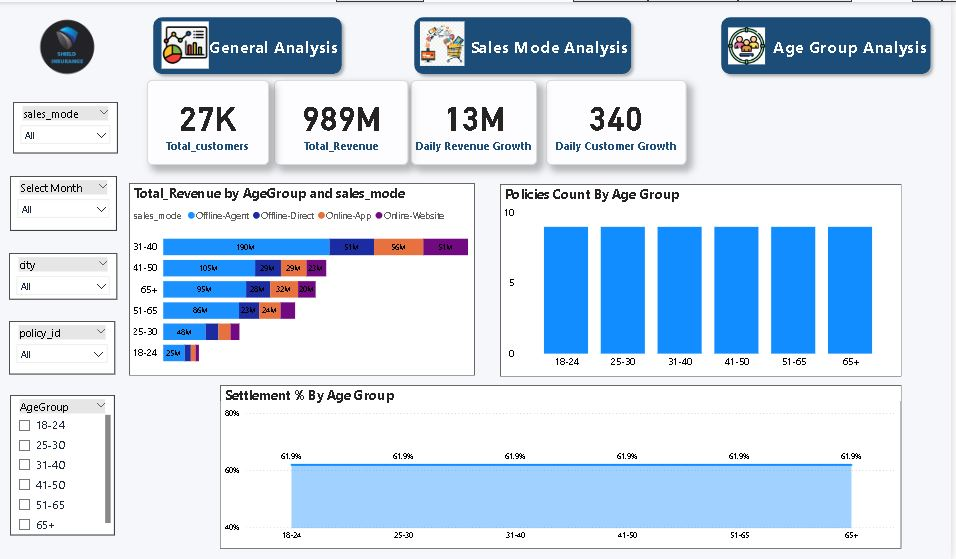 SHIELD
INSURANCE
General Analysis
Sales Mode Analysis
Age Group Analysis
27K
Total_customers
989M
Total_Revenue
13M
Daily Revenue Growth
340
Daily Customer Growth
sales_mode
All
Select Month
All
city
All
policy_id
All
AgeGroup
18-24
25-30
31-40
41-50
51-65
65+
Total_Revenue by AgeGroup and sales_mode
sales_mode Offline-Agent Offline-Direct Online-App Online-Website
31-40 190M 51M 56M 51M
41-50 105M 29M 29M 23M
65+ 95M 28M 32M 20M
51-65 86M 23M 24M
25-30 48M
18-24 25M
Policies Count By Age Group
10
5
0
18-24 25-30 31-40 41-50 51-65 65+
Settlement % By Age Group
80%
61.9% 61.9% 61.9% 61.9% 61.9% 61.9%
60%
40%
18-24 25-30 31-40 41-50 51-65 65+